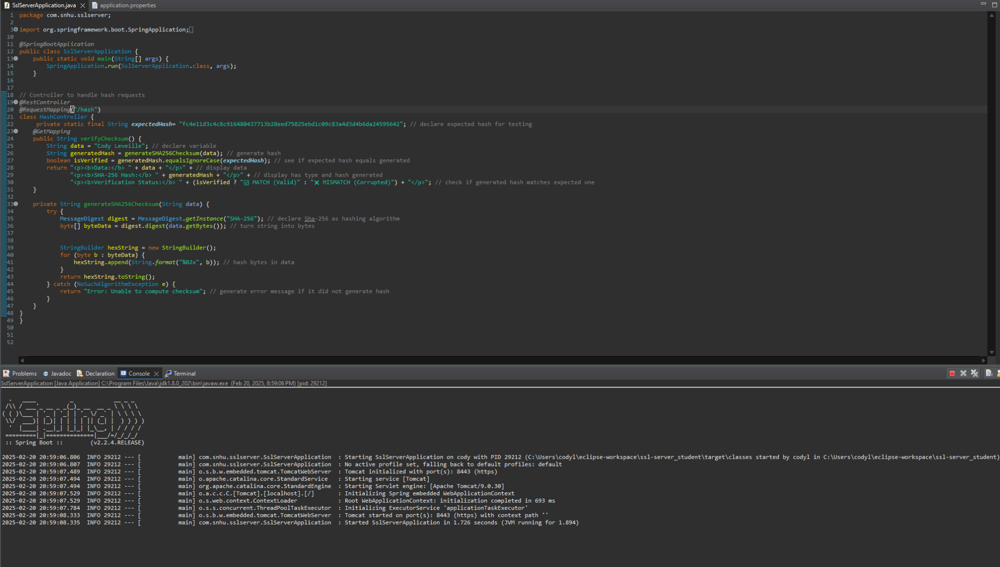 SslServerApplication.java application.properties
1 package com.snhu.sslserver;
2
3 import org.springframework.boot.SpringApplication;
10
11 @SpringBootApplication
12 public class SslServerApplication {
13 public static void main(String[] args) {
14 SpringApplication.run(SslServerApplication.class, args);
15 }
16
17
18 // Controller to handle hash requests
19 @RestController
20 @RequestMapping("/hash")
21 class HashController {
22 private static final String expectedHash= "fc4e11d3c4c8c916480437713b28eed75825ebd1c09c83a4d3d4b6da24595642"; // declare expected hash for testing
23 @GetMapping
24 public String verifyChecksum() {
25 String data = "Cody Leveille"; // declare variable
26 String generatedHash = generateSHA256Checksum(data); // generate hash
27 boolean isVerified = generatedHash.equalsIgnoreCase(expectedHash); // see if expected hash equals generated
28 return "<p><b>Data:</b> " + data + "</p>" + // display data
29 "<p><b>SHA-256 Hash:</b> " + generatedHash + "</p>" + // display has type and hash generated
30 "<p><b>Verification Status:</b> " + (isVerified ? "☑ MATCH (Valid)" : "❌ MISMATCH (Corrupted)") + "</p>"; // check if generated hash matches expected one
31 }
32
33 private String generateSHA256Checksum(String data) {
34 try {
35 MessageDigest digest = MessageDigest.getInstance("SHA-256"); // declare Sha-256 as hashing algorithm
36 byte[] byteData = digest.digest(data.getBytes()); // turn string into bytes
37
38
39 StringBuilder hexString = new StringBuilder();
40 for (byte b : byteData) {
41 hexString.append(String.format("%02x", b)); // hash bytes in data
42 }
43 return hexString.toString();
44 } catch (NoSuchAlgorithmException e) {
45 return "Error: Unable to compute checksum"; // generate error message if it did not generate hash
46 }
47 }
48 }
49 }
50
51
52
Problems Javadoc Declaration Console Terminal
SslServerApplication [Java Application] C:\Program Files\Java\jdk1.8.0_202\bin\javaw.exe (Feb 20, 2025, 8:59:06 PM) [pid: 29212]
Spring
:: Spring Boot :: (v2.2.4.RELEASE)
2025-02-20 20:59:06.806 INFO 29212 --- [ main] com.snhu.sslserver.SslServerApplication : Starting SslServerApplication on cody with PID 29212 (C:\Users\codyl\eclipse-workspace\ssl-server_student\target\classes started by codyl in C:\Users\codyl\eclipse-workspace\ssl-server_student)
2025-02-20 20:59:06.807 INFO 29212 --- [ main] com.snhu.sslserver.SslServerApplication : No active profile set, falling back to default profiles: default
2025-02-20 20:59:07.489 INFO 29212 --- [ main] o.s.b.w.embedded.tomcat.TomcatWebServer : Tomcat initialized with port(s): 8443 (https)
2025-02-20 20:59:07.494 INFO 29212 --- [ main] o.apache.catalina.core.StandardService : Starting service [Tomcat]
2025-02-20 20:59:07.494 INFO 29212 --- [ main] org.apache.catalina.core.StandardEngine : Starting Servlet engine: [Apache Tomcat/9.0.30]
2025-02-20 20:59:07.529 INFO 29212 --- [ main] o.a.c.c.C.[Tomcat].[localhost].[/] : Initializing Spring embedded WebApplicationContext
2025-02-20 20:59:07.529 INFO 29212 --- [ main] o.s.web.context.ContextLoader : Root WebApplicationContext: initialization completed in 693 ms
2025-02-20 20:59:07.784 INFO 29212 --- [ main] o.s.s.concurrent.ThreadPoolTaskExecutor : Initializing ExecutorService 'applicationTaskExecutor'
2025-02-20 20:59:08.333 INFO 29212 --- [ main] o.s.b.w.embedded.tomcat.TomcatWebServer : Tomcat started on port(s): 8443 (https) with context path ''
2025-02-20 20:59:08.335 INFO 29212 --- [ main] com.snhu.sslserver.SslServerApplication : Started SslServerApplication in 1.726 seconds (JVM running for 1.894)